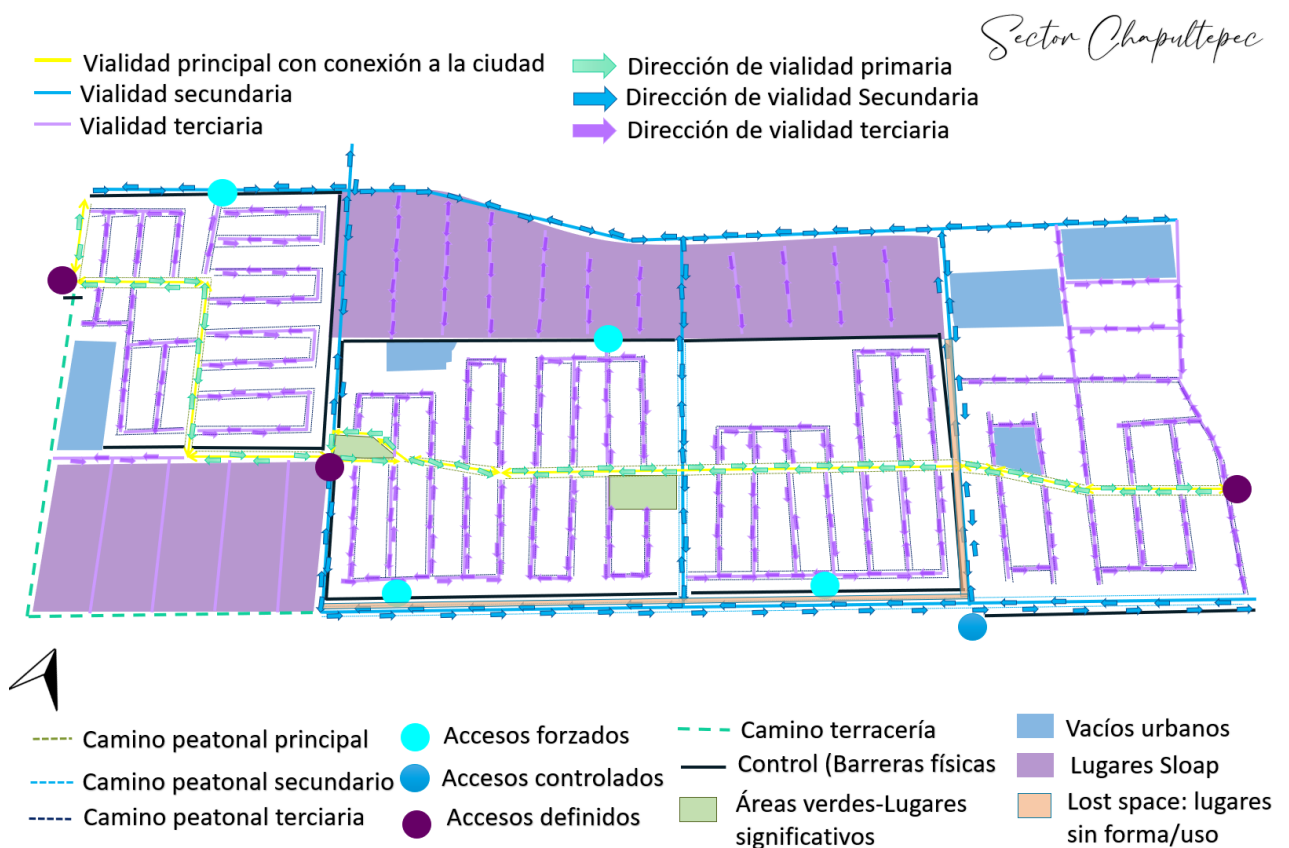 Sector Chapultepec
Vialidad principal con conexión a la ciudad
Vialidad secundaria
Vialidad terciaria
Dirección de vialidad primaria
Dirección de vialidad Secundaria
Dirección de vialidad terciaria
Camino peatonal principal
Camino peatonal secundario
Camino peatonal terciaria
Accesos forzados
Accesos controlados
Accesos definidos
Camino terracería
Control (Barreras físicas
Áreas verdes-Lugares
significativos
Vacíos urbanos
Lugares Sloap
Lost space: lugares
sin forma/uso